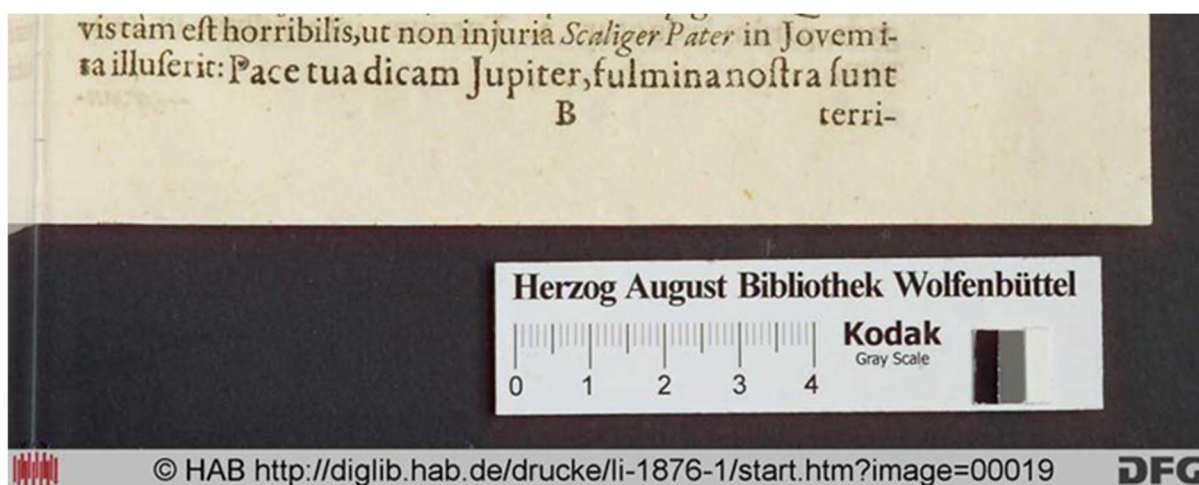 vis tàm eſt horribilis,ut non injuriâ Scaliger Pater in Jovem i-
ta illuſerit: Pace tua dicam Jupiter, fulmina noſtra ſunt
B terri-
Herzog August Bibliothek Wolfenbüttel
Kodak
Gray Scale
0 1 2 3 4
© HAB http://diglib.hab.de/drucke/li-1876-1/start.htm?image=00019 DFG